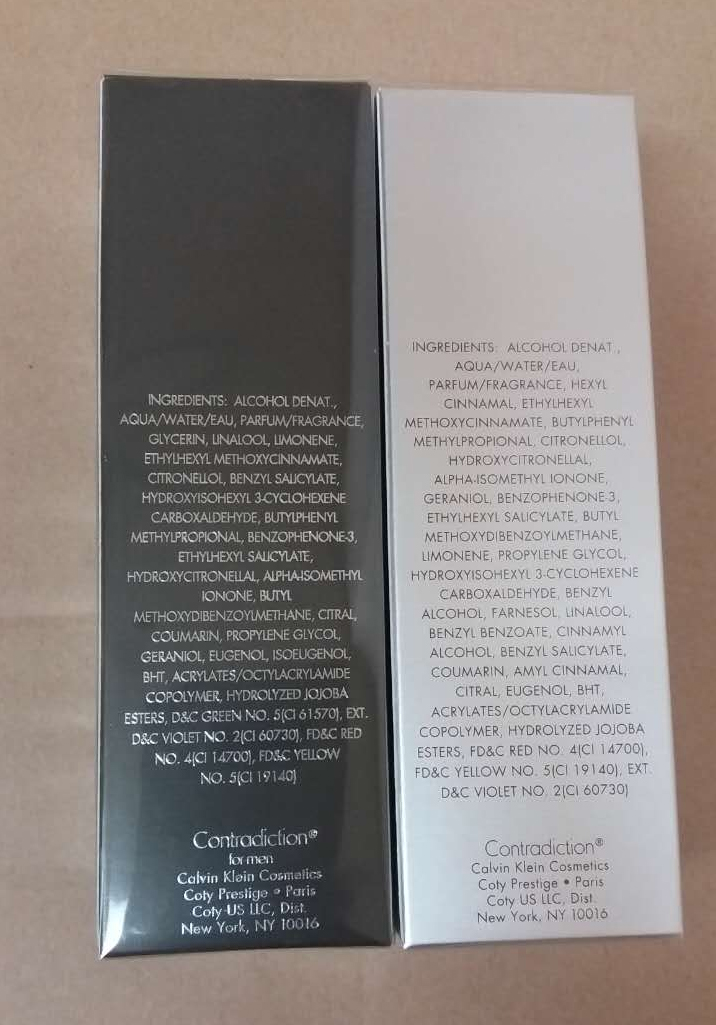 INGREDIENTS: ALCOHOL DENAT.,
AQUA/WATER/EAU, PARFUM/FRAGRANCE,
GLYCERIN, LINALOOL, LIMONENE,
ETHYLHEXYL METHOXYCINNAMATE,
CITRONELLOL, BENZYL SALICYLATE,
HYDROXYISOHEXYL 3-CYCLOHEXENE
CARBOXALDEHYDE, BUTYLPHENYL
METHYLPROPIONAL, BENZOPHENONE-3,
ETHYLHEXYL SALICYLATE,
HYDROXYCITRONELLAL, ALPHA-ISOMETHYL
IONONE, BUTYL
METHOXYDIBENZOYLMETHANE, CITRAL,
COUMARIN, PROPYLENE GLYCOL,
GERANIOL, EUGENOL, ISOEUGENOL,
BHT, ACRYLATES/OCTYLACRYLAMIDE
COPOLYMER, HYDROLYZED JOJOBA
ESTERS, D&C GREEN NO. 5(CI 61570), EXT.
D&C VIOLET NO. 2(CI 60730), FD&C RED
NO. 4(CI 14700), FD&C YELLOW
NO. 5(CI 19140)
Contradiction®
for men
Calvin Klein Cosmetics
Coty Prestige • Paris
Coty US LLC, Dist.
New York, NY 10016
INGREDIENTS: ALCOHOL DENAT.,
AQUA/WATER/EAU,
PARFUM/FRAGRANCE, HEXYL
CINNAMAL, ETHYLHEXYL
METHOXYCINNAMATE, BUTYLPHENYL
METHYLPROPIONAL, CITRONELLOL,
HYDROXYCITRONELLAL,
ALPHA-ISOMETHYL IONONE,
GERANIOL, BENZOPHENONE-3,
ETHYLHEXYL SALICYLATE, BUTYL
METHOXYDIBENZOYLMETHANE,
LIMONENE, PROPYLENE GLYCOL,
HYDROXYISOHEXYL 3-CYCLOHEXENE
CARBOXALDEHYDE, BENZYL
ALCOHOL, FARNESOL, LINALOOL,
BENZYL BENZOATE, CINNAMYL
ALCOHOL, BENZYL SALICYLATE,
COUMARIN, AMYL CINNAMAL,
CITRAL, EUGENOL, BHT,
ACRYLATES/OCTYLACRYLAMIDE
COPOLYMER, HYDROLYZED JOJOBA
ESTERS, FD&C RED NO. 4(CI 14700),
FD&C YELLOW NO. 5(CI 19140), EXT.
D&C VIOLET NO. 2(CI 60730)
Contradiction®
Calvin Klein Cosmetics
Coty Prestige • Paris
Coty US LLC, Dist.
New York, NY 10016